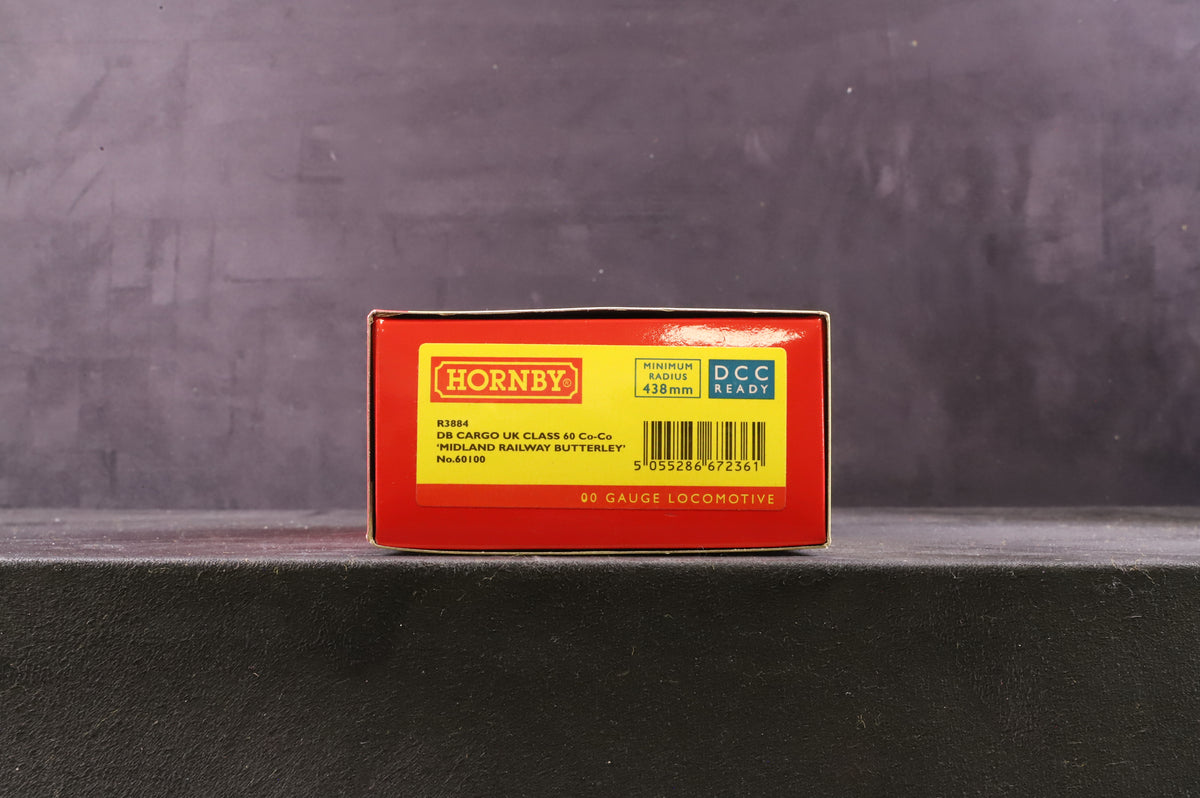 HORNBY®
MINIMUM
RADIUS
438mm
DCC
READY
R3884
DB CARGO UK CLASS 60 Co-Co
'MIDLAND RAILWAY BUTTERLEY'
No.60100
5 055286 672361
00 GAUGE LOCOMOTIVE